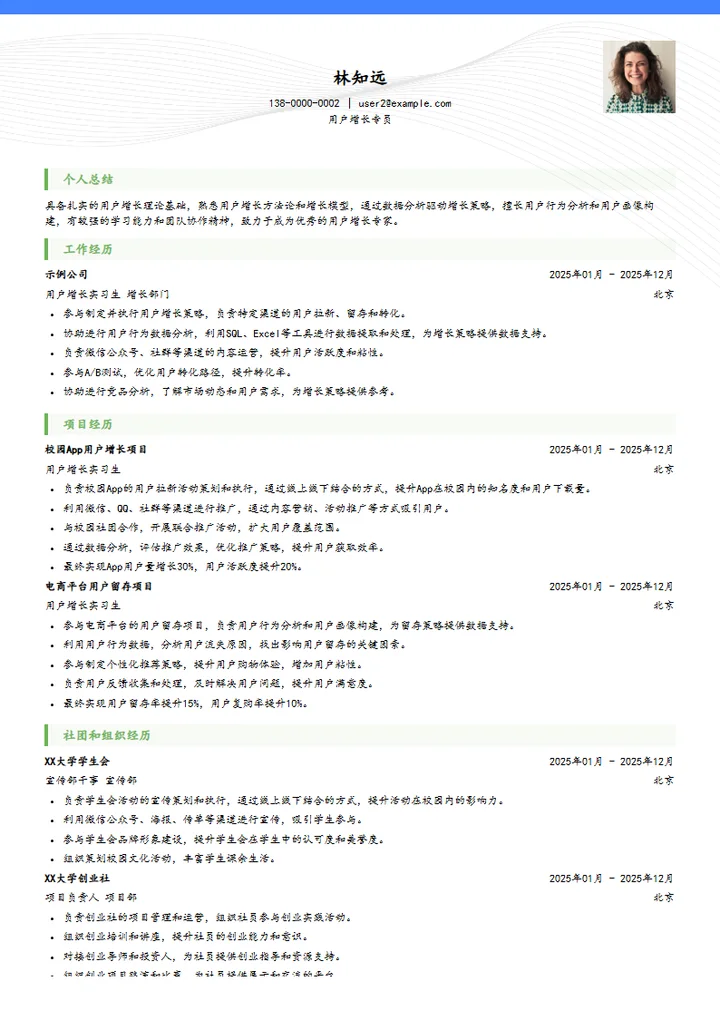 林知远
138-0000-0002 | user2@example.com
用户增长专员
个人总结
具备扎实的用户增长理论基础，熟悉用户增长方法论和增长模型，通过数据分析驱动增长策略，擅长用户行为分析和用户画像构
建，有较强的学习能力和团队协作精神，致力于成为优秀的用户增长专家。
工作经历
示例公司 2025年01月 - 2025年12月
用户增长实习生 增长部门 北京
• 参与制定并执行用户增长策略，负责特定渠道的用户拉新、留存和转化。
• 协助进行用户行为数据分析，利用SQL、Excel等工具进行数据提取和处理，为增长策略提供数据支持。
• 负责微信公众号、社群等渠道的内容运营，提升用户活跃度和粘性。
• 参与A/B测试，优化用户转化路径，提升转化率。
• 协助进行竞品分析，了解市场动态和用户需求，为增长策略提供参考。
项目经历
校园App用户增长项目 2025年01月 - 2025年12月
用户增长实习生 北京
• 负责校园App的用户拉新活动策划和执行，通过线上线下结合的方式，提升App在校园内的知名度和用户下载量。
• 利用微信、QQ、社群等渠道进行推广，通过内容营销、活动推广等方式吸引用户。
• 与校园社团合作，开展联合推广活动，扩大用户覆盖范围。
• 通过数据分析，评估推广效果，优化推广策略，提升用户获取效率。
• 最终实现App用户量增长30%，用户活跃度提升20%。
电商平台用户留存项目 2025年01月 - 2025年12月
用户增长实习生 北京
• 参与电商平台的用户留存项目，负责用户行为分析和用户画像构建，为留存策略提供数据支持。
• 利用用户行为数据，分析用户流失原因，找出影响用户留存的关键因素。
• 参与制定个性化推荐策略，提升用户购物体验，增加用户粘性。
• 负责用户反馈收集和处理，及时解决用户问题，提升用户满意度。
• 最终实现用户留存率提升15%，用户复购率提升10%。
社团和组织经历
XX大学学生会 2025年01月 - 2025年12月
宣传部干事 宣传部 北京
• 负责学生会活动的宣传策划和执行，通过线上线下结合的方式，提升活动在校园内的影响力。
• 利用微信公众号、海报、传单等渠道进行宣传，吸引学生参与。
• 参与学生会品牌形象建设，提升学生会在学生中的认可度和美誉度。
• 组织策划校园文化活动，丰富学生课余生活。
XX大学创业社 2025年01月 - 2025年12月
项目负责人 项目部 北京
• 负责创业社的项目管理和运营，组织社员参与创业实践活动。
• 组织创业培训和讲座，提升社员的创业能力和意识。
• 对接创业导师和投资人，为社员提供创业指导和资源支持。